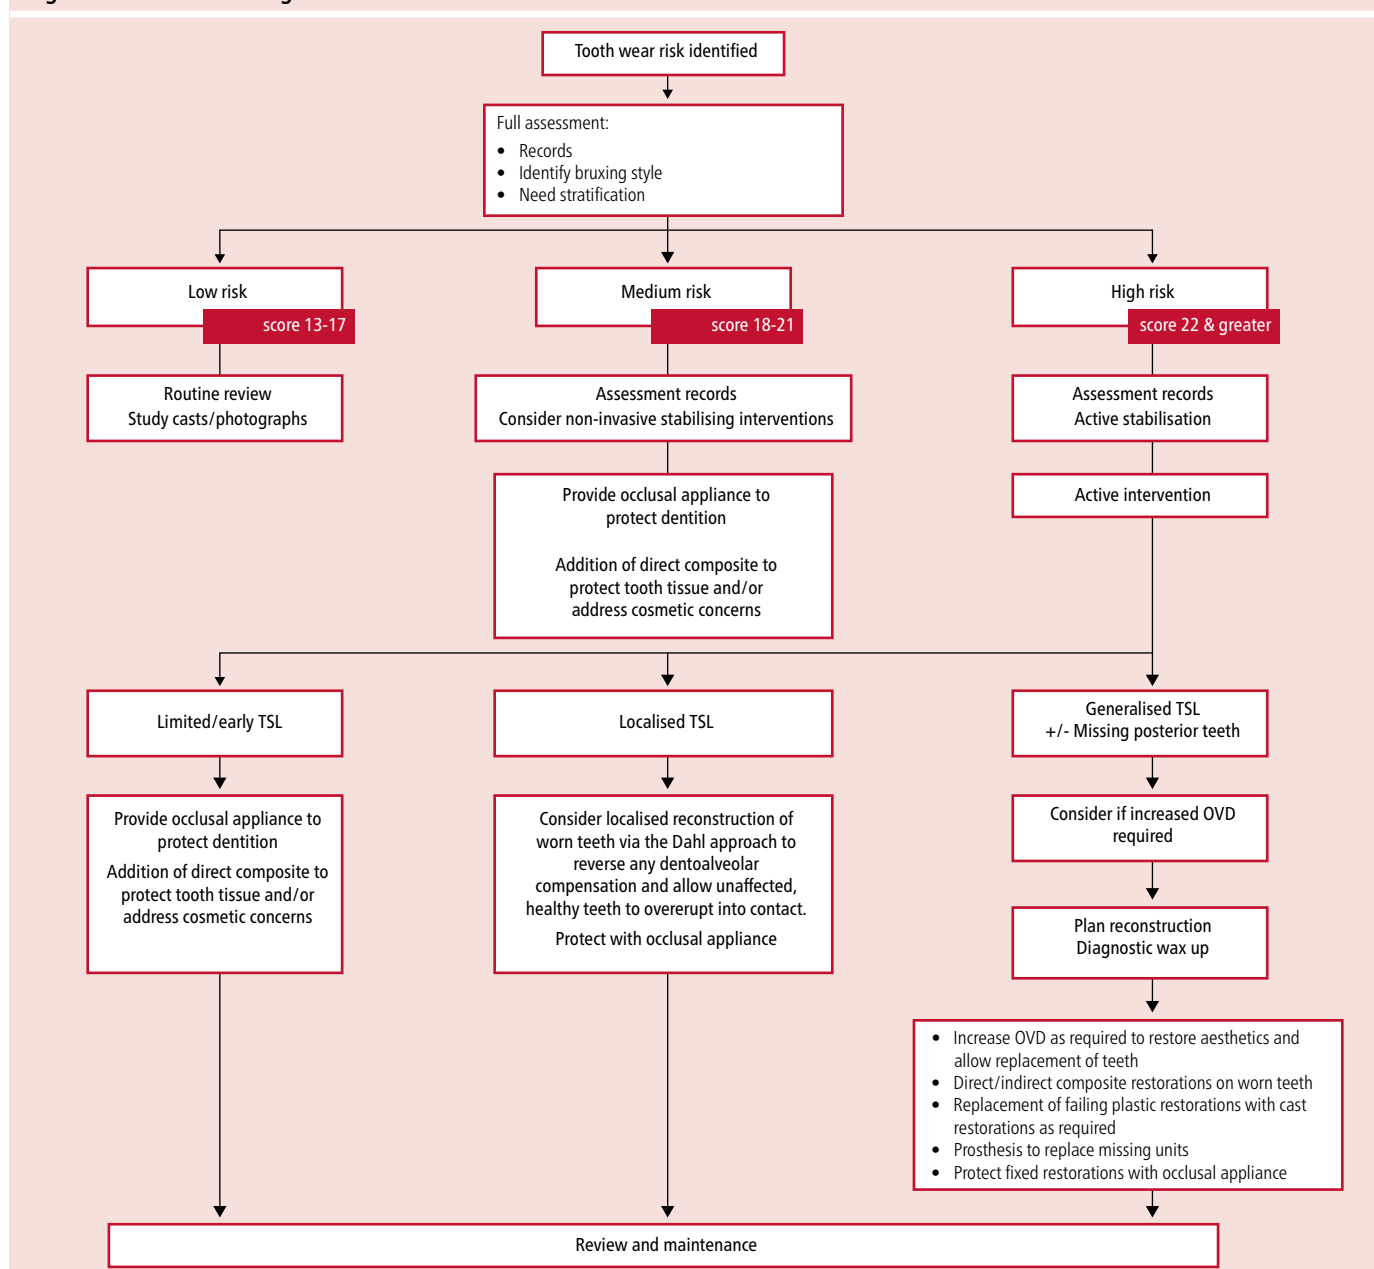 Tooth wear risk identified
Full assessment:
• Records
• Identify bruxing style
• Need stratification
Low risk
score 13-17
Medium risk
score 18-21
High risk
score 22 & greater
Routine review
Study casts/photographs
Assessment records
Consider non-invasive stabilising interventions
Assessment records
Active stabilisation
Provide occlusal appliance to
protect dentition
Addition of direct composite to
protect tooth tissue and/or
address cosmetic concerns
Active intervention
Limited/early TSL
Localised TSL
Generalised TSL
+/- Missing posterior teeth
Provide occlusal appliance to
protect dentition
Addition of direct composite to
protect tooth tissue and/or
address cosmetic concerns
Consider localised reconstruction of
worn teeth via the Dahl approach to
reverse any dentoalveolar
compensation and allow unaffected,
healthy teeth to overerupt into contact.
Protect with occlusal appliance
Consider if increased OVD
required
Plan reconstruction
Diagnostic wax up
• Increase OVD as required to restore aesthetics and
allow replacement of teeth
• Direct/indirect composite restorations on worn teeth
• Replacement of failing plastic restorations with cast
restorations as required
• Prosthesis to replace missing units
• Protect fixed restorations with occlusal appliance
Review and maintenance